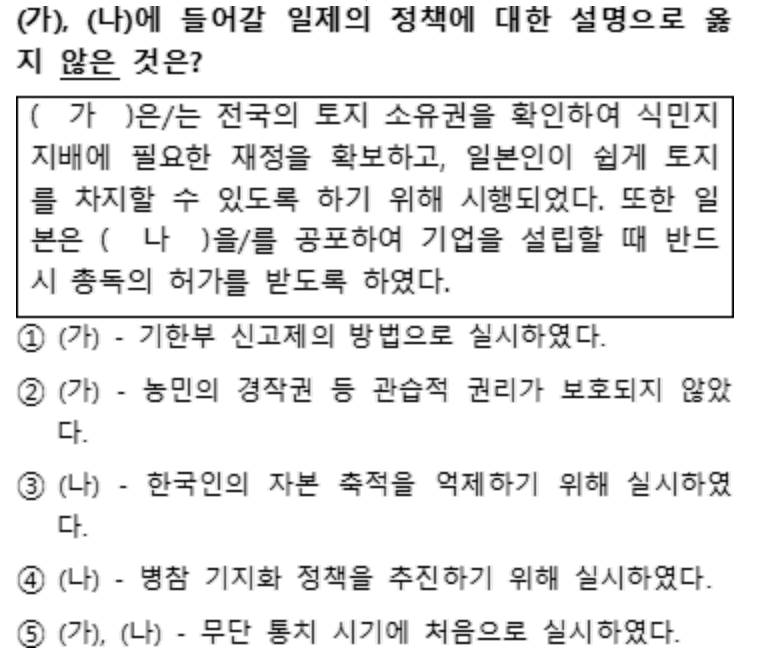 (가), (나)에 들어갈 일제의 정책에 대한 설명으로 옳
지 않은 것은?
( 가 )은/는 전국의 토지 소유권을 확인하여 식민지
지배에 필요한 재정을 확보하고, 일본인이 쉽게 토지
를 차지할 수 있도록 하기 위해 시행되었다. 또한 일
본은 ( 나 )을/를 공포하여 기업을 설립할 때 반드
시 총독의 허가를 받도록 하였다.
① (가) - 기한부 신고제의 방법으로 실시하였다.
② (가) - 농민의 경작권 등 관습적 권리가 보호되지 않았
다.
③ (나) - 한국인의 자본 축적을 억제하기 위해 실시하였
다.
④ (나) - 병참 기지화 정책을 추진하기 위해 실시하였다.
⑤ (가), (나) - 무단 통치 시기에 처음으로 실시하였다.